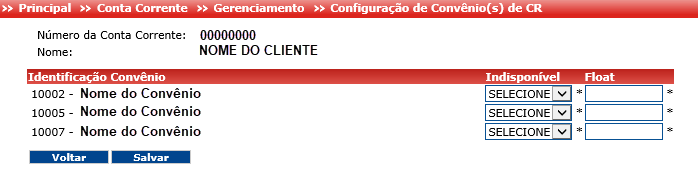 >> Principal >> Conta Corrente >> Gerenciamento >> Configuração de Convênio(s) de CR
Número da Conta Corrente: 00000000
Nome: NOME DO CLIENTE
Identificação Convênio Indisponível Float
10002 - Nome do Convênio SELECIONE * *
10005 - Nome do Convênio SELECIONE * *
10007 - Nome do Convênio SELECIONE * *
Voltar Salvar